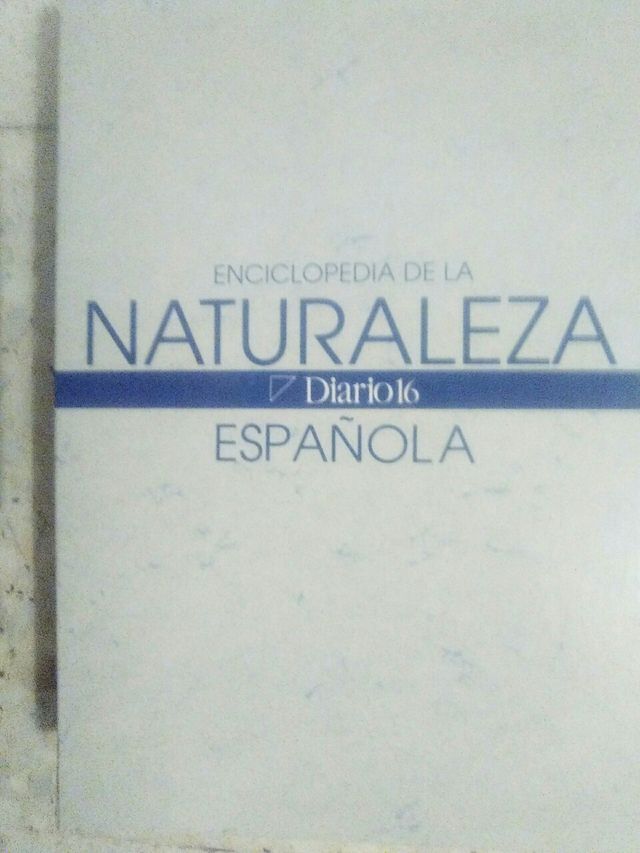 ENCICLOPEDIA DE LA
NATURALEZA
Diario16
ESPAÑOLA